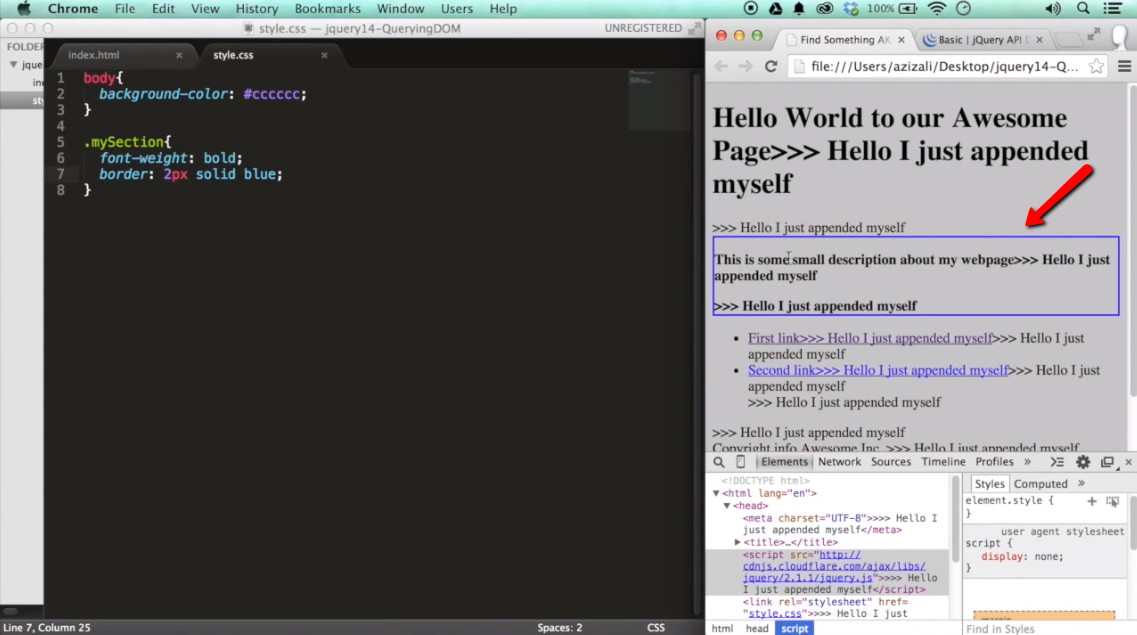 Chrome File Edit View History Bookmarks Window Users Help 100%
style.css — jquery14-QueryingDOM UNREGISTERED
FOLDER
jque
in
sty
index.html × style.css ×
1 body{
2 background-color: #cccccc;
3 }
4
5 .mySection{
6 font-weight: bold;
7 border: 2px solid blue;
8 }
Line 7, Column 25 Spaces: 2 CSS
Find Something AK × Basic | jQuery API D ×
file:///Users/azizali/Desktop/jquery14-Q...
Hello World to our Awesome
Page>>> Hello I just appended
myself
>>> Hello I just appended myself
This is some small description about my webpage>>> Hello I just
appended myself
>>> Hello I just appended myself
• First link>>> Hello I just appended myself>>> Hello I just
appended myself
• Second link>>> Hello I just appended myself>>> Hello I just
appended myself
>>> Hello I just appended myself
>>> Hello I just appended myself
Copyright info Awesome Inc. >>> Hello I just appended myself
Elements Network Sources Timeline Profiles » ×
<!DOCTYPE html>
▼<html lang="en">
▼<head>
<meta charset="UTF-8">>>> Hello I
just appended myself</meta>
▶<title>…</title>
<script src="http://
cdnjs.cloudflare.com/ajax/libs/
jquery/2.1.1/jquery.js">>>> Hello
I just appended myself</script>
<link rel="stylesheet" href=
"style.css">>>> Hello I just
html head script
Styles Computed »
element.style {
}
user agent stylesheet
script {
display: none;
}
margin
Find in Styles